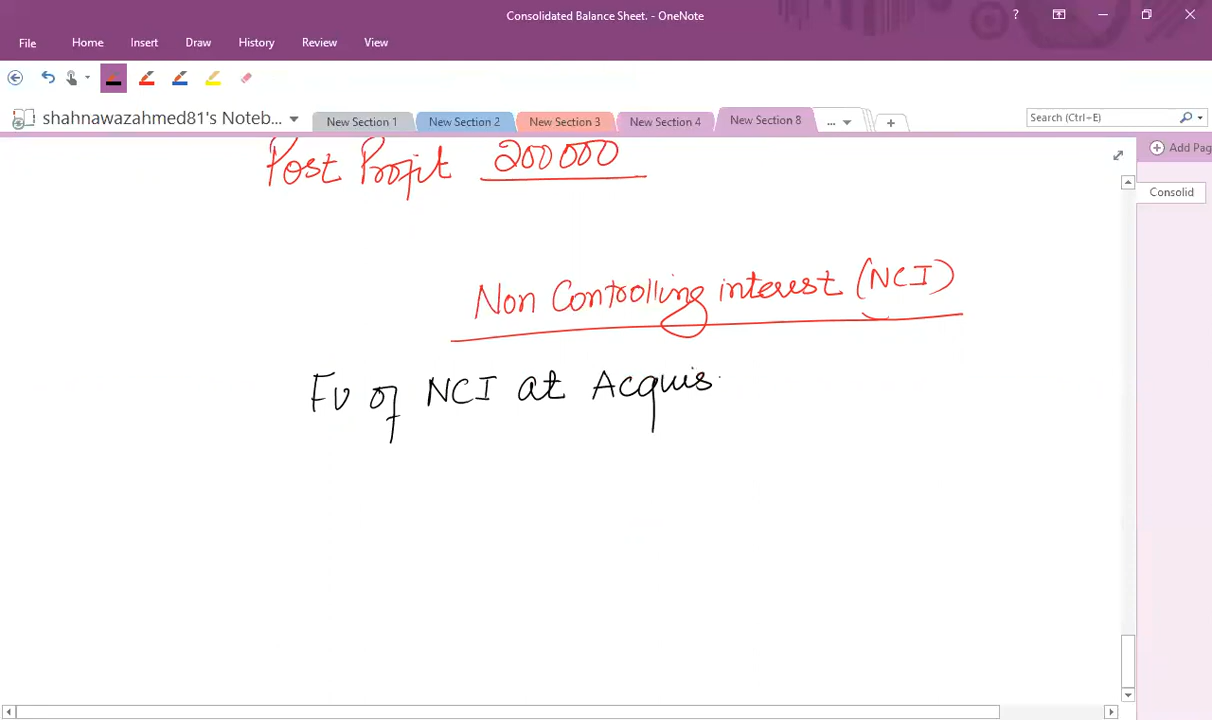 Consolidated Balance Sheet. - OneNote
?
File Home Insert Draw History Review View
shahnawazahmed81's Noteb... New Section 1 New Section 2 New Section 3 New Section 4 New Section 8 ... + Search (Ctrl+E)
Add Pag
Consolid
Post Profit 200000
Non Controlling interest (NCI)
Fv of NCI at Acquis